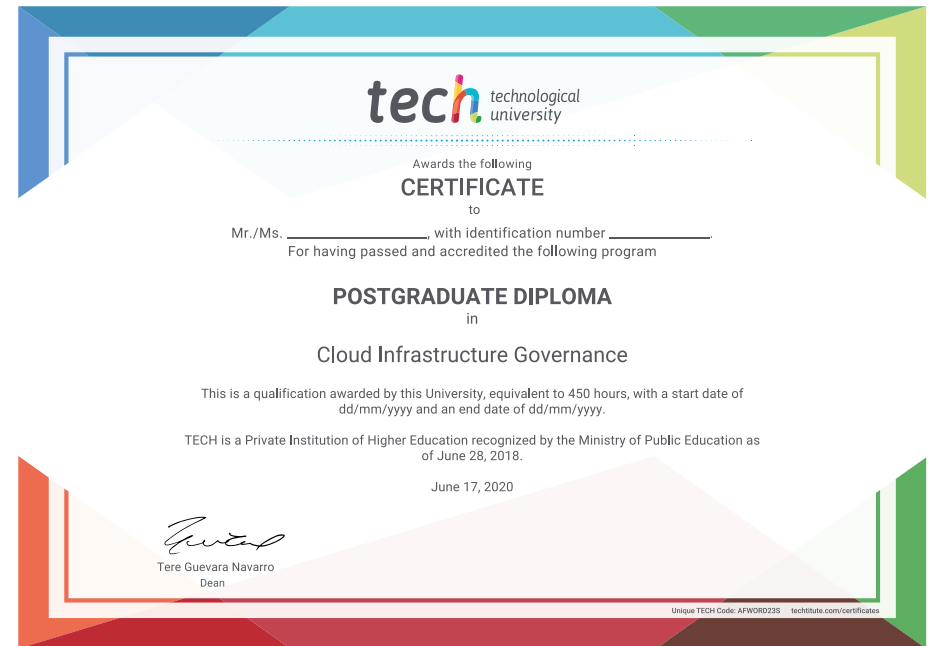 tech technological
university
Awards the following
CERTIFICATE
to
Mr./Ms. ____________, with identification number ____________.
For having passed and accredited the following program
POSTGRADUATE DIPLOMA
in
Cloud Infrastructure Governance
This is a qualification awarded by this University, equivalent to 450 hours, with a start date of
dd/mm/yyyy and an end date of dd/mm/yyyy.
TECH is a Private Institution of Higher Education recognized by the Ministry of Public Education as
of June 28, 2018.
June 17, 2020
Tere Guevara Navarro
Dean
Unique TECH Code: AFWORD23S techtitute.com/certificates